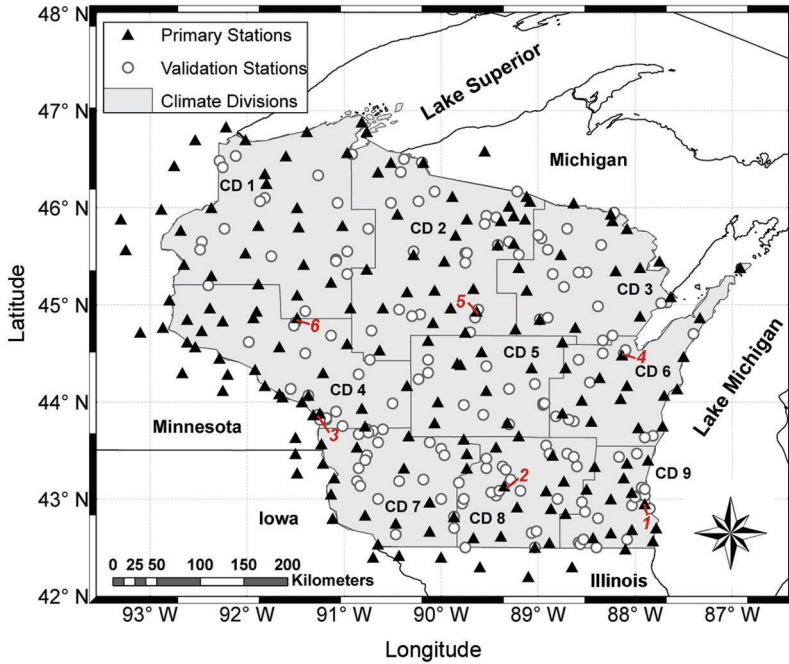 48° N
Primary Stations
Validation Stations
Climate Divisions
Lake Superior
47° N
Michigan
CD 1
46° N
CD 2
CD 3
45° N
5
6
CD 5
4
CD 6
Latitude
CD 4
44° N
Minnesota
3
Lake Michigan
2
CD 9
43° N
CD 7
CD 8
1
Iowa
0 25 50 100 150 200
Kilometers
Illinois
42° N
93° W 92° W 91° W 90° W 89° W 88° W 87° W
Longitude